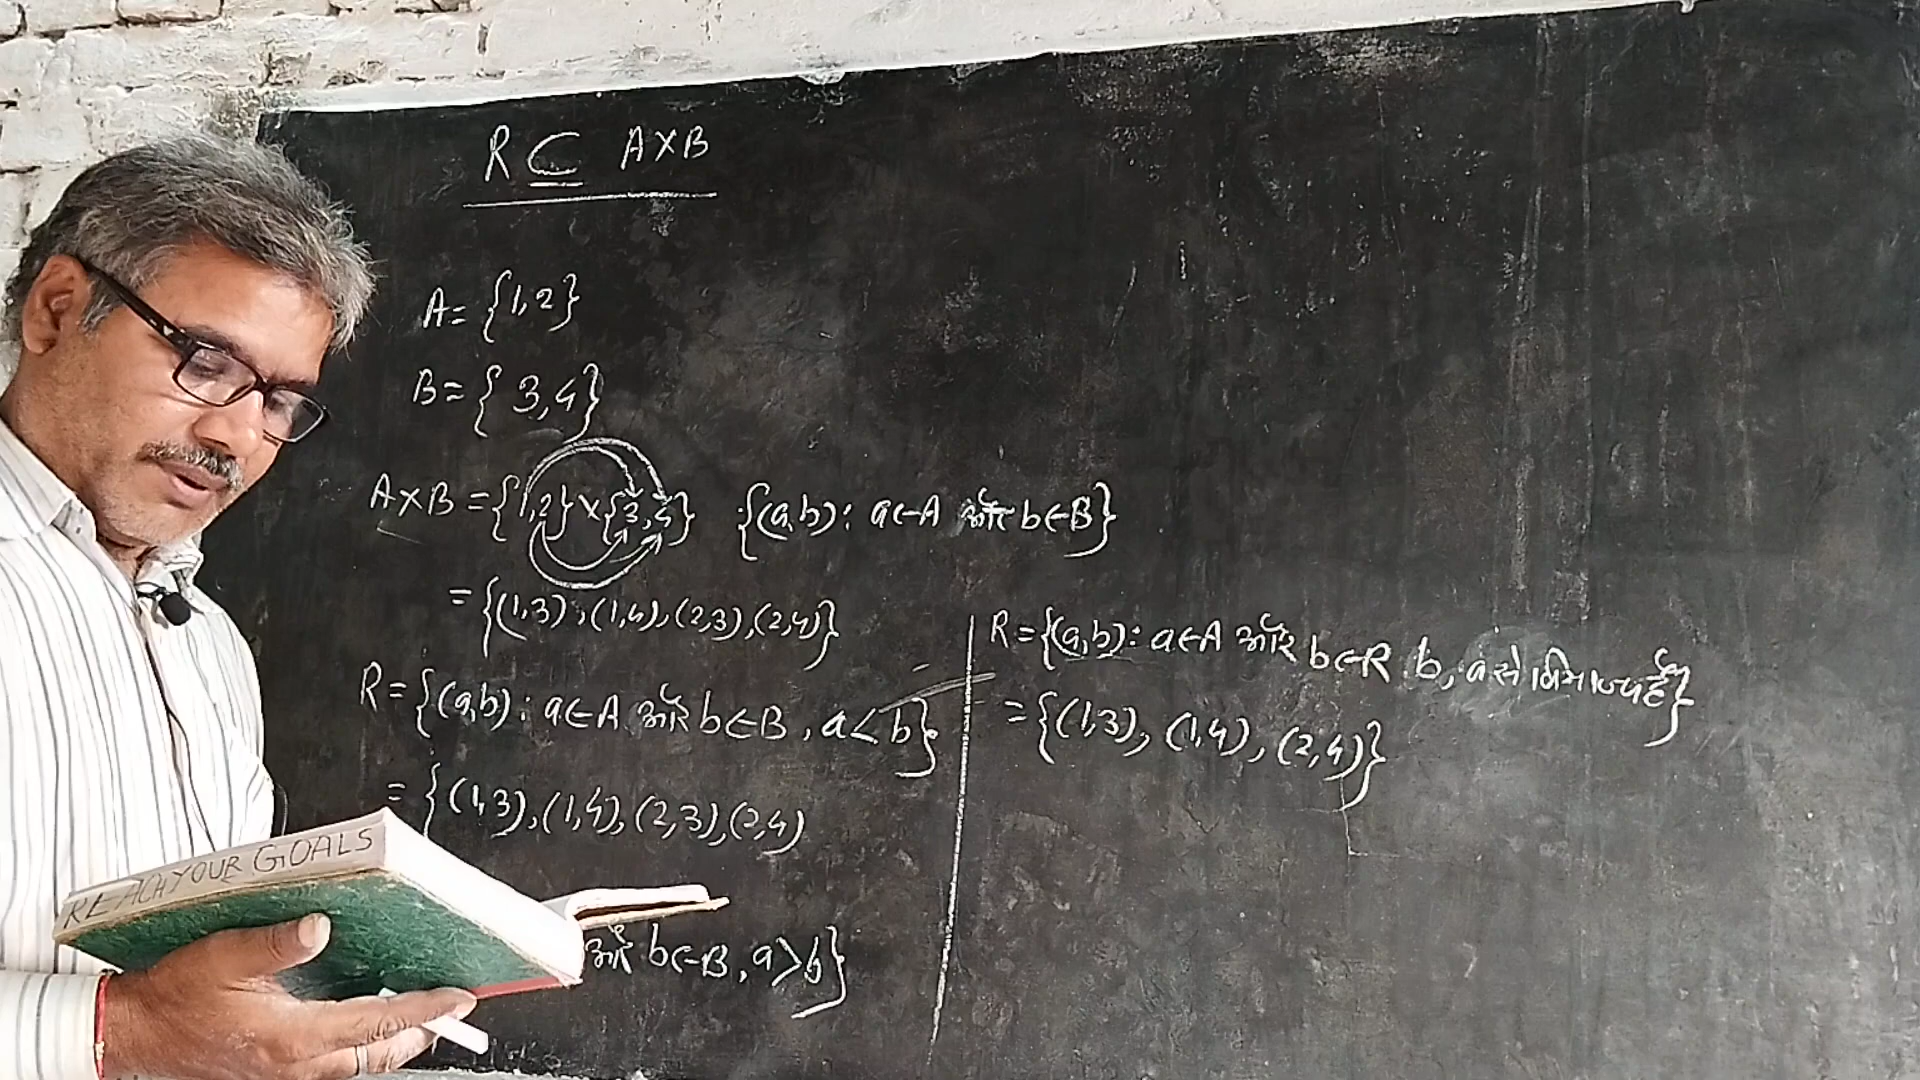 R ⊆ A×B
A= {1,2}
B= { 3,4}
A×B ={1,2}×{3,4} {(a,b): a∈A और b∈B}
= {(1,3),(1,4),(2,3),(2,4)}
R= {(a,b): a∈A और b∈B, a<b}
= {(1,3),(1,4),(2,3),(2,4)
और b∈B, a>b}
R={(a,b): a∈A और b∈R. b, a से विभाज्य है}
= {(1,3), (1,4), (2,4)}
REACH YOUR GOALS